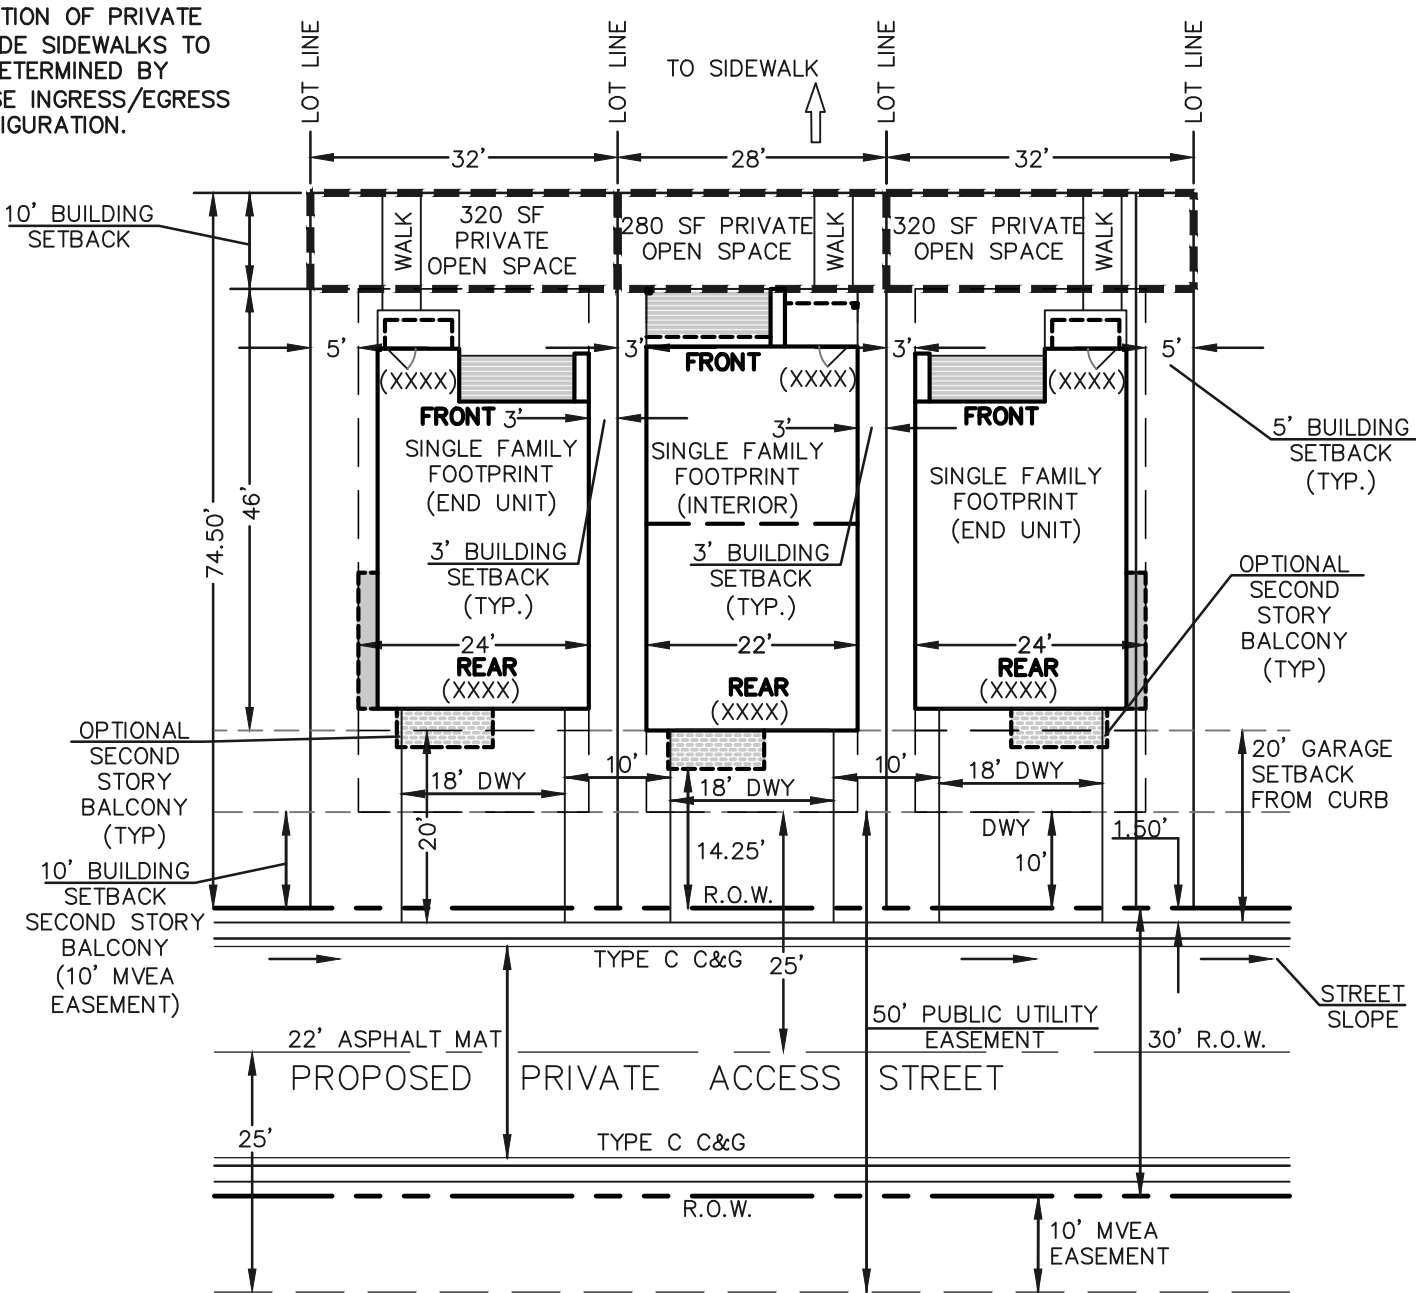 TION OF PRIVATE
DE SIDEWALKS TO
ETERMINED BY
SE INGRESS/EGRESS
IGURATION.
LOT LINE
LOT LINE
LOT LINE
LOT LINE
TO SIDEWALK
32'
28'
32'
10' BUILDING
SETBACK
WALK
320 SF
PRIVATE
OPEN SPACE
280 SF PRIVATE
OPEN SPACE
WALK
320 SF PRIVATE
OPEN SPACE
WALK
5'
3'
3'
5'
(XXXX)
FRONT
3'
SINGLE FAMILY
FOOTPRINT
(END UNIT)
FRONT
(XXXX)
3'
SINGLE FAMILY
FOOTPRINT
(INTERIOR)
(XXXX)
FRONT
SINGLE FAMILY
FOOTPRINT
(END UNIT)
5' BUILDING
SETBACK
(TYP.)
74.50'
46'
3' BUILDING
SETBACK
(TYP.)
3' BUILDING
SETBACK
(TYP.)
OPTIONAL
SECOND
STORY
BALCONY
(TYP)
24'
REAR
(XXXX)
22'
REAR
(XXXX)
24'
REAR
(XXXX)
OPTIONAL
SECOND
STORY
BALCONY
(TYP)
18' DWY
10'
18' DWY
10'
18' DWY
20' GARAGE
SETBACK
FROM CURB
20'
14.25'
R.O.W.
DWY
10'
1.50'
10' BUILDING
SETBACK
SECOND STORY
BALCONY
(10' MVEA
EASEMENT)
TYPE C C&G
25'
STREET
SLOPE
50' PUBLIC UTILITY
EASEMENT
30' R.O.W.
22' ASPHALT MAT
PROPOSED PRIVATE ACCESS STREET
25'
TYPE C C&G
R.O.W.
10' MVEA
EASEMENT